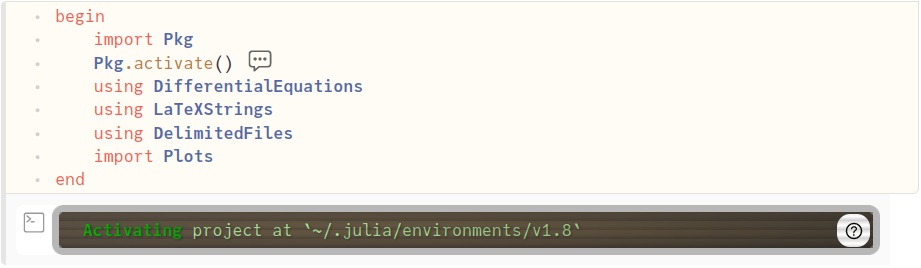 begin
    import Pkg
    Pkg.activate()
    using DifferentialEquations
    using LaTeXStrings
    using DelimitedFiles
    import Plots
end
Activating project at `~/.julia/environments/v1.8`